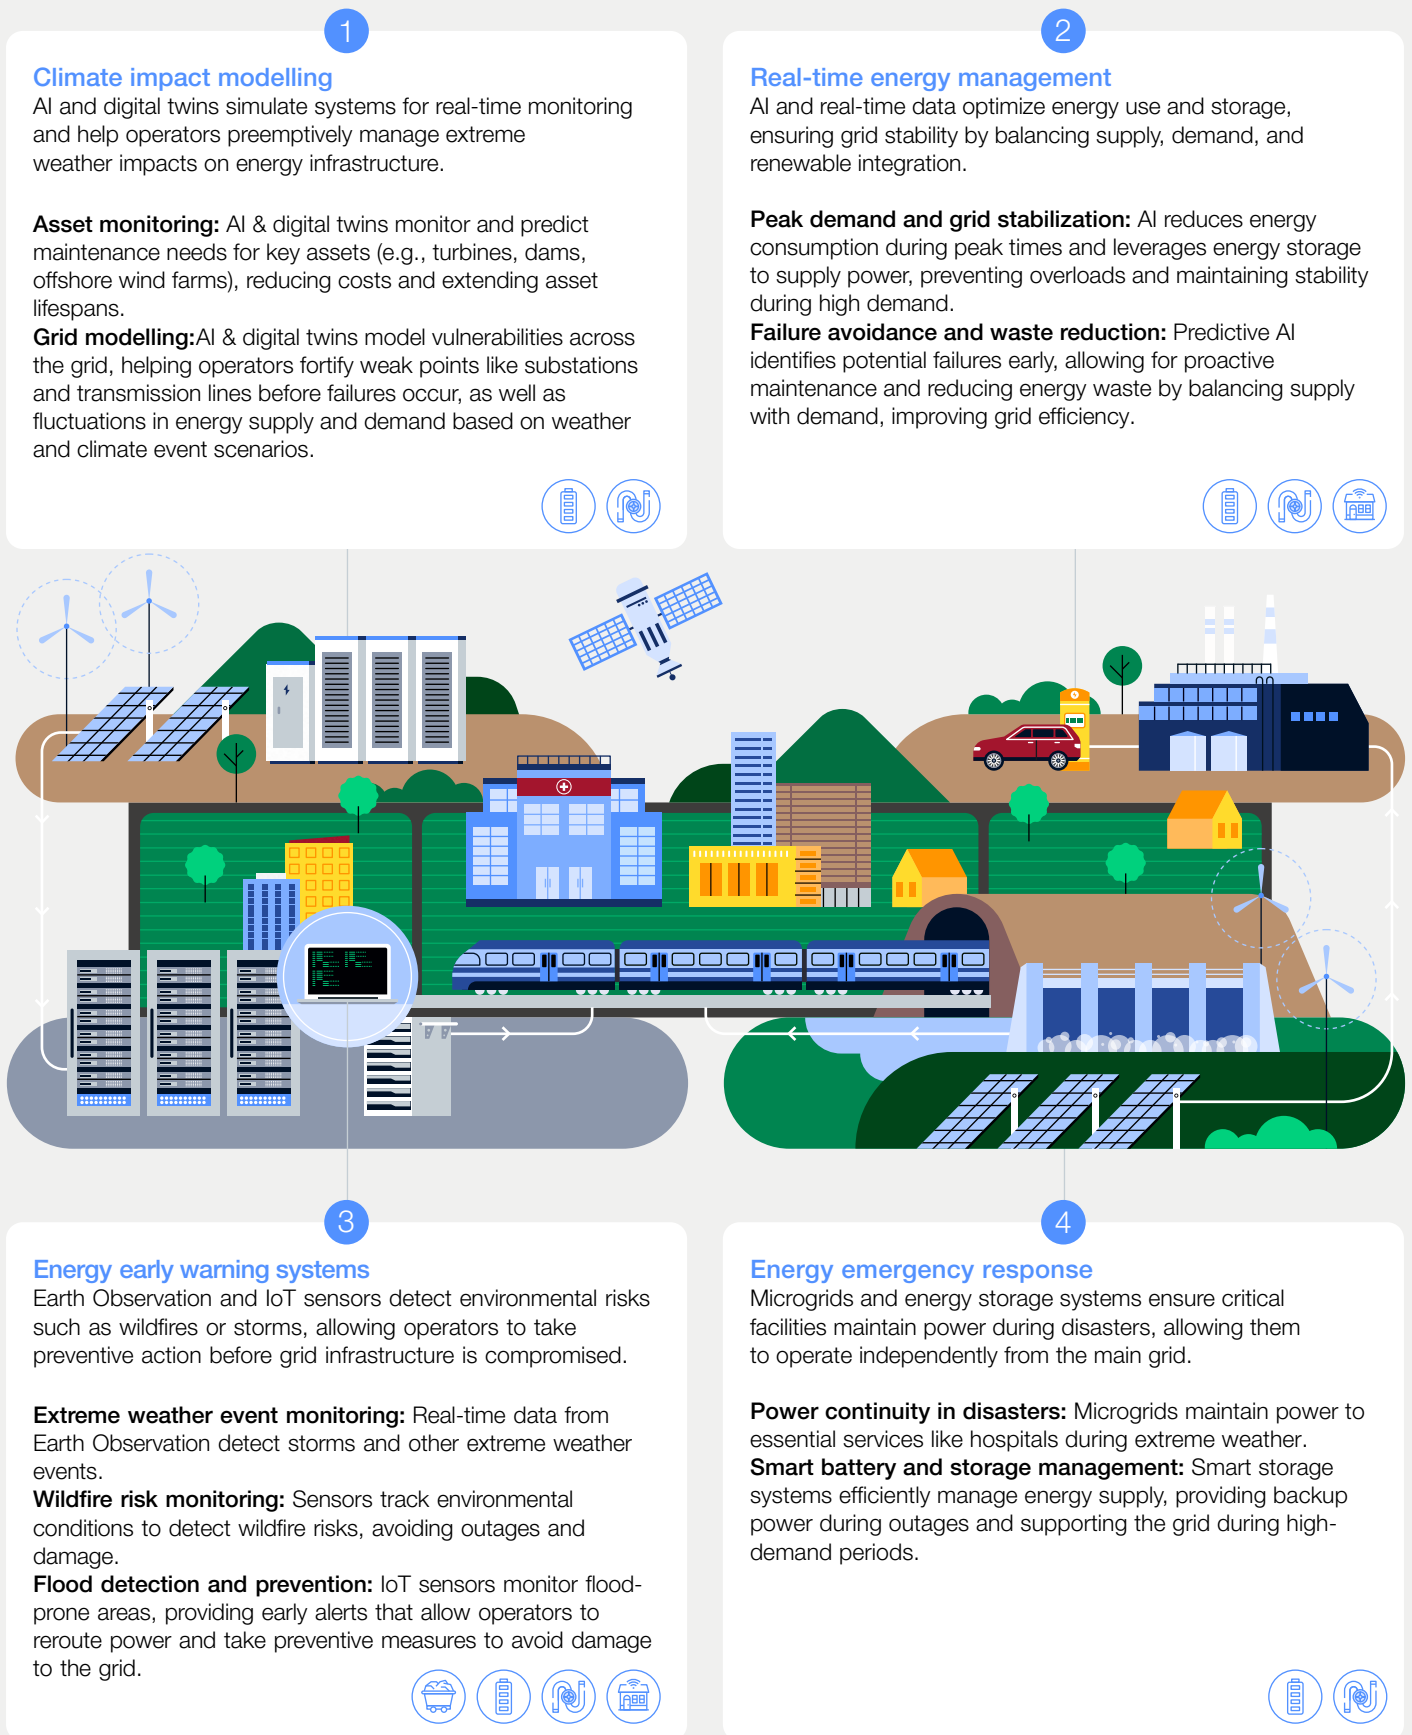 1
Climate impact modelling
AI and digital twins simulate systems for real-time monitoring
and help operators preemptively manage extreme
weather impacts on energy infrastructure.
Asset monitoring: AI & digital twins monitor and predict
maintenance needs for key assets (e.g., turbines, dams,
offshore wind farms), reducing costs and extending asset
lifespans.
Grid modelling:AI & digital twins model vulnerabilities across
the grid, helping operators fortify weak points like substations
and transmission lines before failures occur, as well as
fluctuations in energy supply and demand based on weather
and climate event scenarios.
2
Real-time energy management
AI and real-time data optimize energy use and storage,
ensuring grid stability by balancing supply, demand, and
renewable integration.
Peak demand and grid stabilization: AI reduces energy
consumption during peak times and leverages energy storage
to supply power, preventing overloads and maintaining stability
during high demand.
Failure avoidance and waste reduction: Predictive AI
identifies potential failures early, allowing for proactive
maintenance and reducing energy waste by balancing supply
with demand, improving grid efficiency.
3
Energy early warning systems
Earth Observation and IoT sensors detect environmental risks
such as wildfires or storms, allowing operators to take
preventive action before grid infrastructure is compromised.
Extreme weather event monitoring: Real-time data from
Earth Observation detect storms and other extreme weather
events.
Wildfire risk monitoring: Sensors track environmental
conditions to detect wildfire risks, avoiding outages and
damage.
Flood detection and prevention: IoT sensors monitor flood-
prone areas, providing early alerts that allow operators to
reroute power and take preventive measures to avoid damage
to the grid.
4
Energy emergency response
Microgrids and energy storage systems ensure critical
facilities maintain power during disasters, allowing them
to operate independently from the main grid.
Power continuity in disasters: Microgrids maintain power to
essential services like hospitals during extreme weather.
Smart battery and storage management: Smart storage
systems efficiently manage energy supply, providing backup
power during outages and supporting the grid during high-
demand periods.